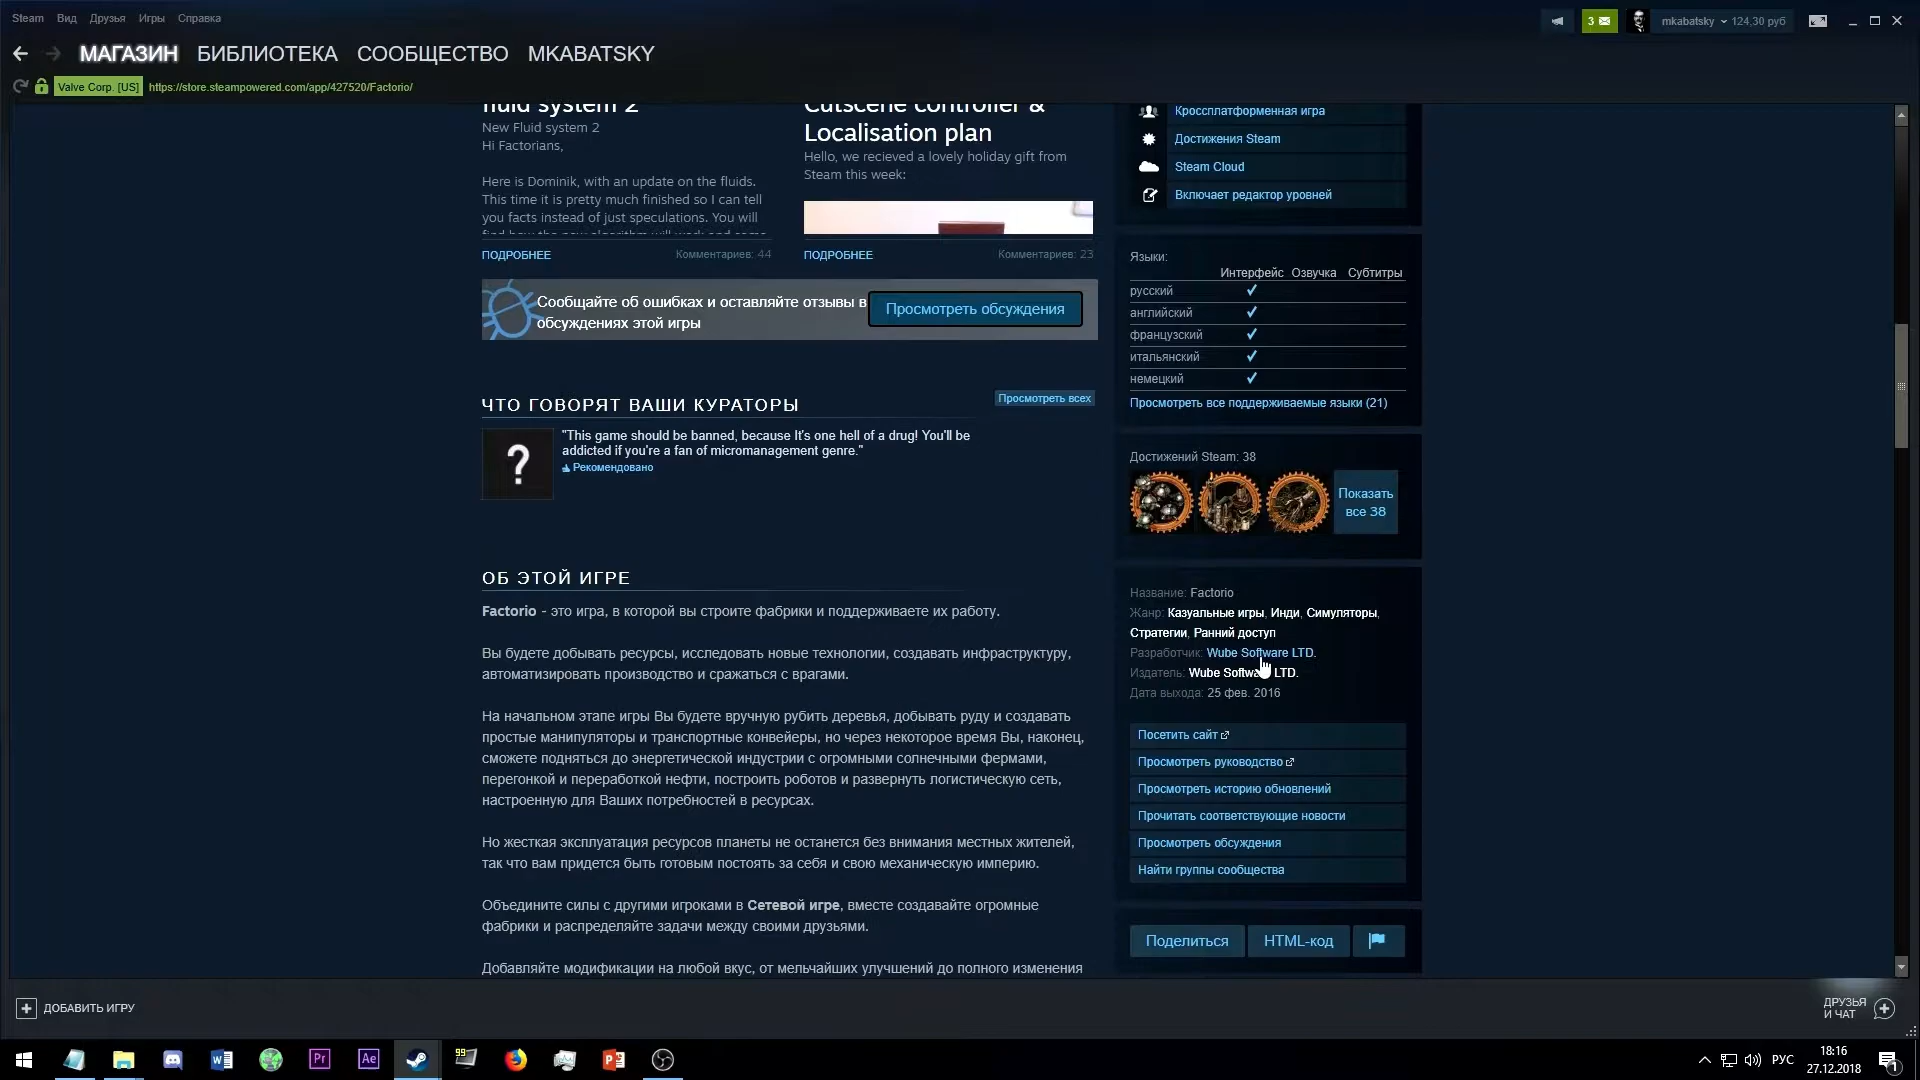 Steam Вид Друзья Игры Справка
3 mkabatsky 124,30 руб
МАГАЗИН БИБЛИОТЕКА СООБЩЕСТВО MKABATSKY
Valve Corp. [US] https://store.steampowered.com/app/427520/Factorio/
fluid system 2
New Fluid system 2
Hi Factorians,
Here is Dominik, with an update on the fluids.
This time it is pretty much finished so I can tell
you facts instead of just speculations. You will
find how the new algorithm will work and some
ПОДРОБНЕЕ Комментариев: 44
Cutscene controller &
Localisation plan
Hello, we recieved a lovely holiday gift from
Steam this week:
ПОДРОБНЕЕ Комментариев: 23
Сообщайте об ошибках и оставляйте отзывы в
обсуждениях этой игры
Просмотреть обсуждения
ЧТО ГОВОРЯТ ВАШИ КУРАТОРЫ Просмотреть всех
?
"This game should be banned, because It's one hell of a drug! You'll be
addicted if you're a fan of micromanagement genre."
Рекомендовано
ОБ ЭТОЙ ИГРЕ
Factorio - это игра, в которой вы строите фабрики и поддерживаете их работу.
Вы будете добывать ресурсы, исследовать новые технологии, создавать инфраструктуру,
автоматизировать производство и сражаться с врагами.
На начальном этапе игры Вы будете вручную рубить деревья, добывать руду и создавать
простые манипуляторы и транспортные конвейеры, но через некоторое время Вы, наконец,
сможете подняться до энергетической индустрии с огромными солнечными фермами,
перегонкой и переработкой нефти, построить роботов и развернуть логистическую сеть,
настроенную для Ваших потребностей в ресурсах.
Но жесткая эксплуатация ресурсов планеты не останется без внимания местных жителей,
так что вам придется быть готовым постоять за себя и свою механическую империю.
Объедините силы с другими игроками в Сетевой игре, вместе создавайте огромные
фабрики и распределяйте задачи между своими друзьями.
Добавляйте модификации на любой вкус, от мельчайших улучшений до полного изменения
Кроссплатформенная игра
Достижения Steam
Steam Cloud
Включает редактор уровней
Языки:
Интерфейс Озвучка Субтитры
русский ✔
английский ✔
французский ✔
итальянский ✔
немецкий ✔
Просмотреть все поддерживаемые языки (21)
Достижений Steam: 38
Показать
все 38
Название: Factorio
Жанр: Казуальные игры, Инди, Симуляторы,
Стратегии, Ранний доступ
Разработчик: Wube Software LTD.
Издатель: Wube Software LTD.
Дата выхода: 25 фев. 2016
Посетить сайт
Просмотреть руководство
Просмотреть историю обновлений
Прочитать соответствующие новости
Просмотреть обсуждения
Найти группы сообщества
Поделиться HTML-код
ДОБАВИТЬ ИГРУ
ДРУЗЬЯ
И ЧАТ
Pr Ae 99 РУС
18:16
27.12.2018
1